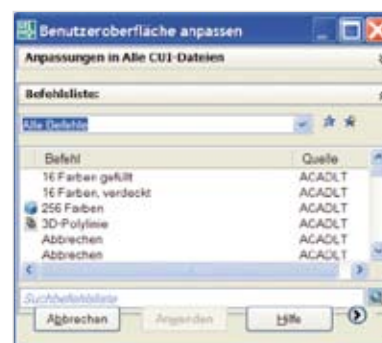 Benutzeroberfläche anpassen
Anpassungen in Alle CUI-Dateien
Befehlsliste:
Alle Befehle
Befehl Quelle
16 Farben gefüllt ACADLT
16 Farben, verdeckt ACADLT
256 Farben ACADLT
3D-Polylinie ACADLT
Abbrechen ACADLT
Abbrechen ACADLT
Suchbefehlsliste
Abbrechen Anwenden Hilfe